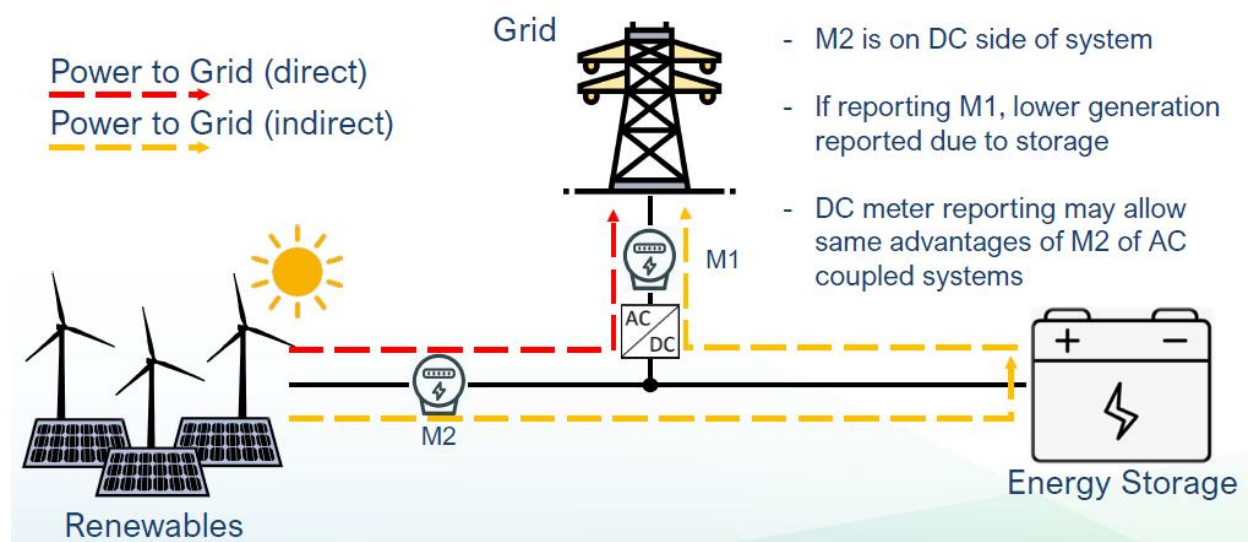 Grid
Power to Grid (direct)
Power to Grid (indirect)
- M2 is on DC side of system
- If reporting M1, lower generation
reported due to storage
- DC meter reporting may allow
same advantages of M2 of AC
coupled systems
M1
AC
DC
M2
+ −
Energy Storage
Renewables